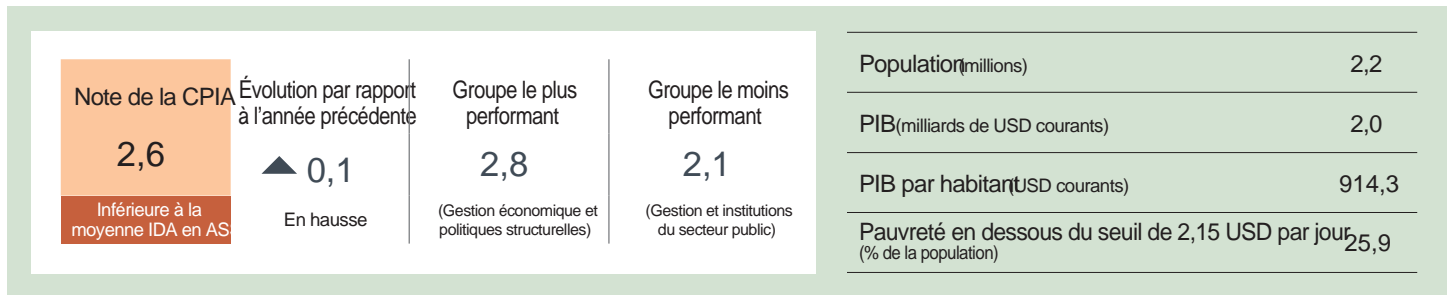 Note de la CPIA
2,6
Inférieure à la
moyenne IDA en AS
Évolution par rapport
à l’année précédente
0,1
En hausse
Groupe le plus
performant
2,8
(Gestion économique et
politiques structurelles)
Groupe le moins
performant
2,1
(Gestion et institutions
du secteur public)
Population (millions) 2,2
PIB (milliards de USD courants) 2,0
PIB par habitant (USD courants) 914,3
Pauvreté en dessous du seuil de 2,15 USD par jour 25,9
(% de la population)